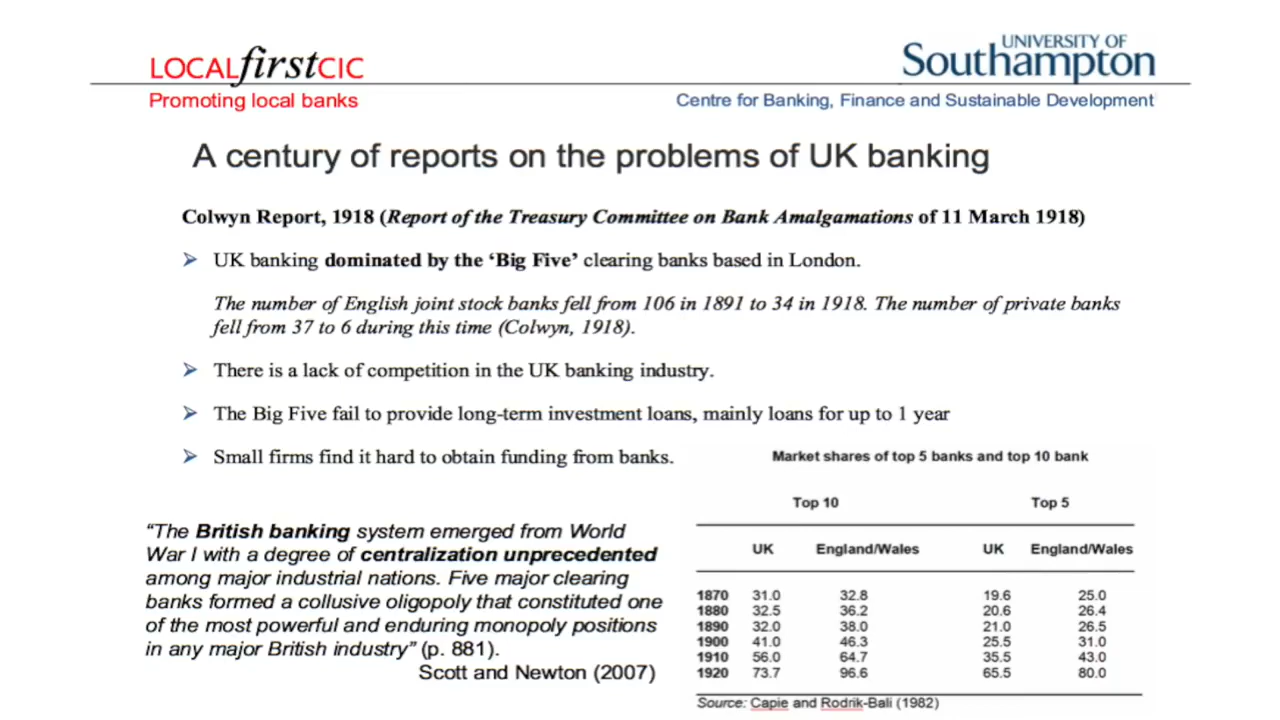 LOCALfirstCIC
Promoting local banks
UNIVERSITY OF
Southampton
Centre for Banking, Finance and Sustainable Development
A century of reports on the problems of UK banking
Colwyn Report, 1918 (Report of the Treasury Committee on Bank Amalgamations of 11 March 1918)
➢ UK banking dominated by the ‘Big Five’ clearing banks based in London.
The number of English joint stock banks fell from 106 in 1891 to 34 in 1918. The number of private banks
fell from 37 to 6 during this time (Colwyn, 1918).
➢ There is a lack of competition in the UK banking industry.
➢ The Big Five fail to provide long-term investment loans, mainly loans for up to 1 year
➢ Small firms find it hard to obtain funding from banks.
“The British banking system emerged from World
War I with a degree of centralization unprecedented
among major industrial nations. Five major clearing
banks formed a collusive oligopoly that constituted one
of the most powerful and enduring monopoly positions
in any major British industry” (p. 881).
Scott and Newton (2007)
Market shares of top 5 banks and top 10 bank
Top 10 Top 5
UK England/Wales UK England/Wales
1870 31.0 32.8 19.6 25.0
1880 32.5 36.2 20.6 26.4
1890 32.0 38.0 21.0 26.5
1900 41.0 46.3 25.5 31.0
1910 56.0 64.7 35.5 43.0
1920 73.7 96.6 65.5 80.0
Source: Capie and Rodrik-Bali (1982)